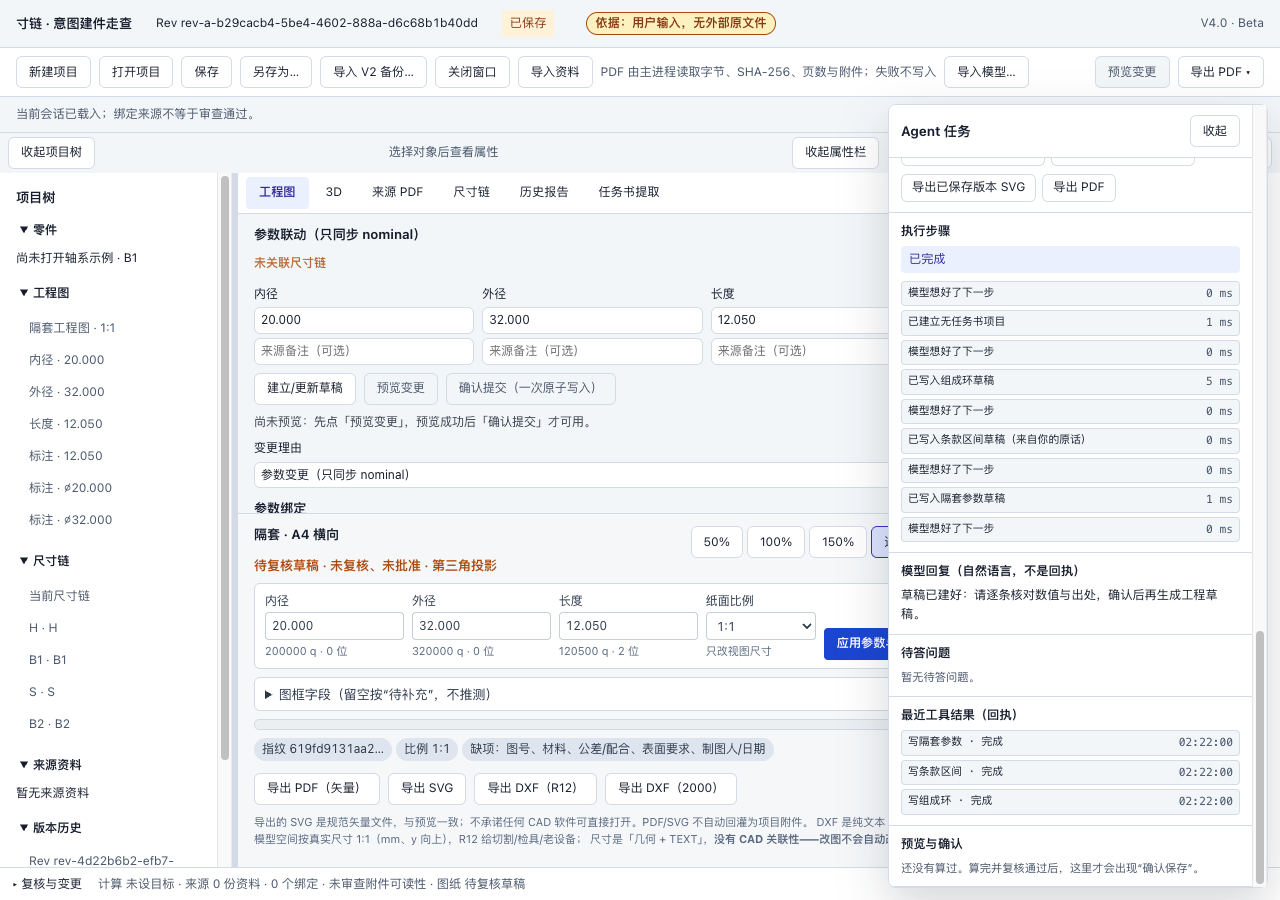 寸链 · 意图建件走查 Rev rev-a-b29cacb4-5be4-4602-888a-d6c68b1b40dd 已保存 依据：用户输入，无外部原文件 V4.0 · Beta
新建项目 打开项目 保存 另存为… 导入 V2 备份… 关闭窗口 导入资料 PDF 由主进程读取字节、SHA-256、页数与附件；失败不写入 导入模型… 预览变更 导出 PDF ▾
当前会话已载入；绑定来源不等于审查通过。
收起项目树 选择对象后查看属性 收起属性栏
项目树
▼ 零件
尚未打开轴系示例 · B1
▼ 工程图
隔套工程图 · 1:1
内径 · 20.000
外径 · 32.000
长度 · 12.050
标注 · 12.050
标注 · ⌀20.000
标注 · ⌀32.000
▼ 尺寸链
当前尺寸链
H · H
B1 · B1
S · S
B2 · B2
▼ 来源资料
暂无来源资料
▼ 版本历史
Rev rev-4d22b6b2-efb7-
工程图 3D 来源 PDF 尺寸链 历史报告 任务书提取
参数联动（只同步 nominal）
未关联尺寸链
内径 外径 长度
20.000 32.000 12.050
来源备注（可选） 来源备注（可选） 来源备注（可选）
建立/更新草稿 预览变更 确认提交（一次原子写入）
尚未预览：先点「预览变更」，预览成功后「确认提交」才可用。
变更理由
参数变更（只同步 nominal）
参数绑定
隔套 · A4 横向 50% 100% 150%
待复核草稿 · 未复核、未批准 · 第三角投影
内径 外径 长度 纸面比例
20.000 32.000 12.050 1:1 应用参数
200000 q · 0 位 320000 q · 0 位 120500 q · 2 位 只改视图尺寸
▶ 图框字段（留空按“待补充”，不推测）
指纹 619fd9131aa2… 比例 1:1 缺项：图号、材料、公差/配合、表面要求、制图人/日期
导出 PDF（矢量） 导出 SVG 导出 DXF（R12） 导出 DXF（2000）
导出的 SVG 是规范矢量文件，与预览一致；不承诺任何 CAD 软件可直接打开。PDF/SVG 不自动回灌为项目附件。 DXF 是纯文本
模型空间按真实尺寸 1:1（mm、y 向上），R12 给切割/检具/老设备； 尺寸是「几何 + TEXT」，没有 CAD 关联性——改图不会自动
Agent 任务 收起
导出已保存版本 SVG 导出 PDF
执行步骤
已完成
模型想好了下一步 0 ms
已建立无任务书项目 1 ms
模型想好了下一步 0 ms
已写入组成环草稿 5 ms
模型想好了下一步 0 ms
已写入条款区间草稿（来自你的原话） 0 ms
模型想好了下一步 0 ms
已写入隔套参数草稿 1 ms
模型想好了下一步 0 ms
模型回复（自然语言，不是回执）
草稿已建好：请逐条核对数值与出处，确认后再生成工程草
稿。
待答问题
暂无待答问题。
最近工具结果（回执）
写隔套参数 · 完成 02:22:00
写条款区间 · 完成 02:22:00
写组成环 · 完成 02:22:00
预览与确认
还没有算过。算完并复核通过后，这里才会出现“确认保存”。
▸ 复核与变更 计算 未设目标 · 来源 0 份资料 · 0 个绑定 · 未审查附件可读性 · 图纸 待复核草稿